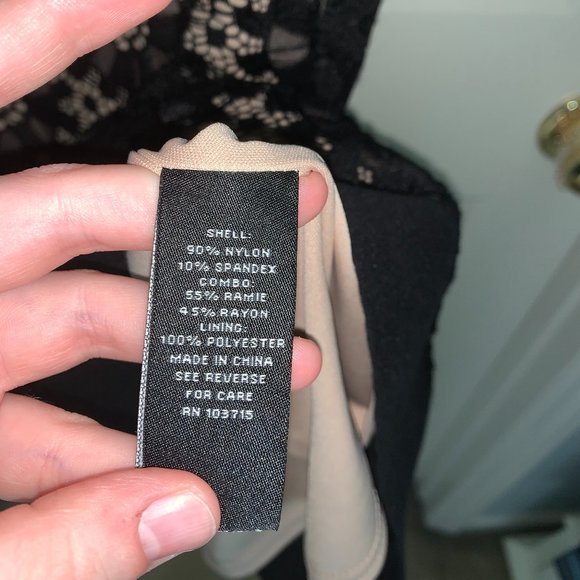 SHELL:
90% NYLON
10% SPANDEX
COMBO:
55% RAMIE
45% RAYON
LINING:
100% POLYESTER
MADE IN CHINA
SEE REVERSE
FOR CARE
RN 103715